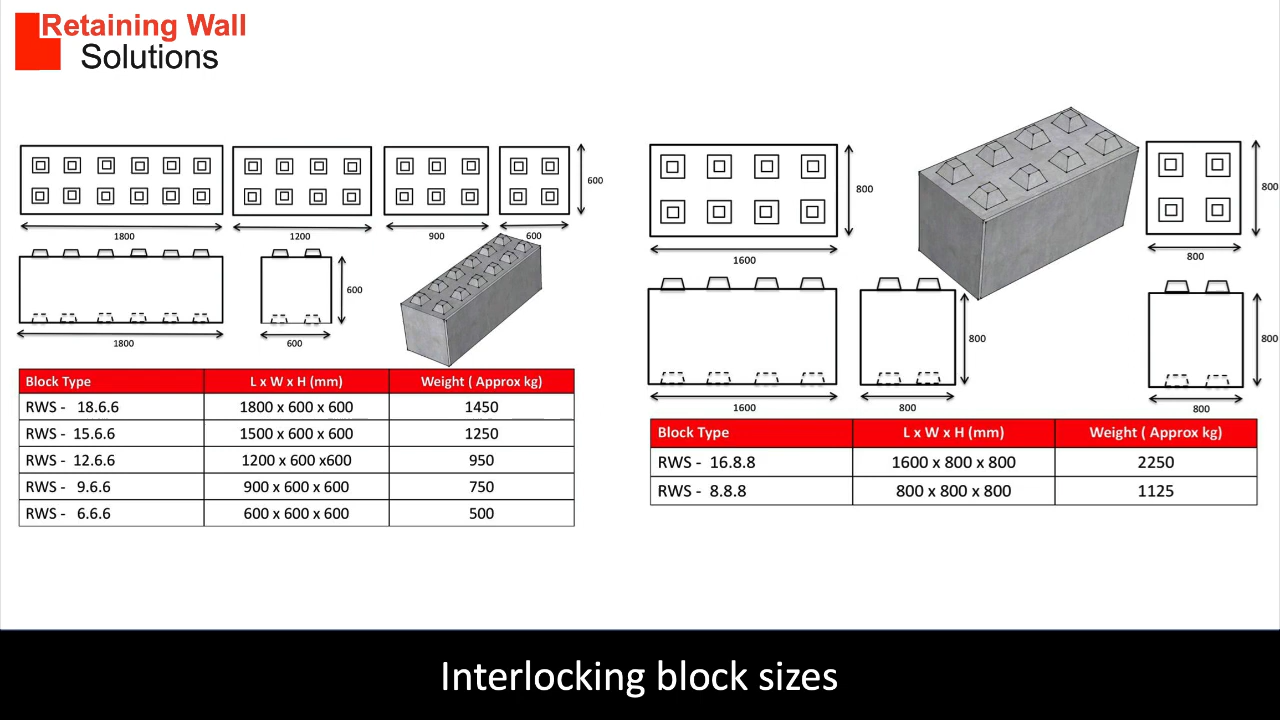 Retaining Wall
Solutions
600
1800
1200
900
600
600
1800
600
Block Type L x W x H (mm) Weight ( Approx kg)
RWS - 18.6.6 1800 x 600 x 600 1450
RWS - 15.6.6 1500 x 600 x 600 1250
RWS - 12.6.6 1200 x 600 x600 950
RWS - 9.6.6 900 x 600 x 600 750
RWS - 6.6.6 600 x 600 x 600 500
800
1600
800
800
800
1600
800
800
800
Block Type L x W x H (mm) Weight ( Approx kg)
RWS - 16.8.8 1600 x 800 x 800 2250
RWS - 8.8.8 800 x 800 x 800 1125
Interlocking block sizes